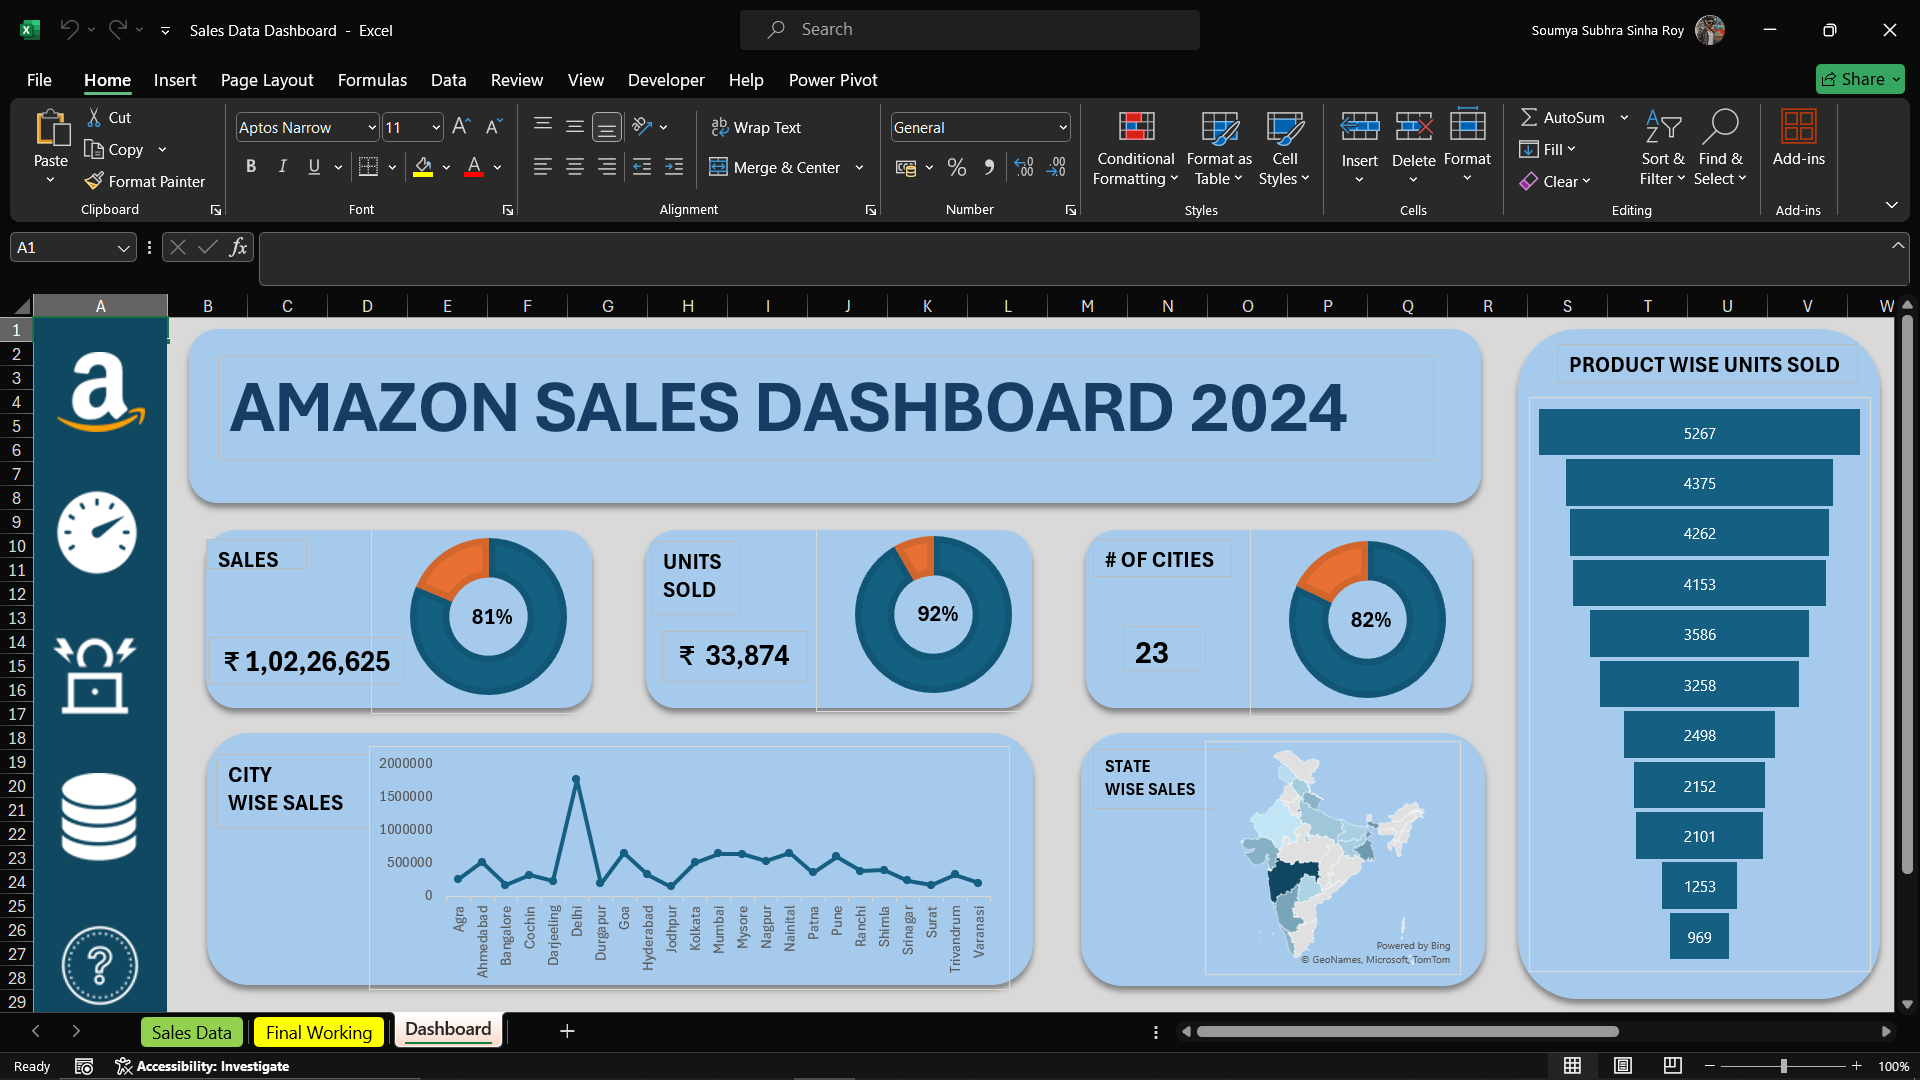 Sales Data Dashboard - Excel
Search
Soumya Subhra Sinha Roy
File Home Insert Page Layout Formulas Data Review View Developer Help Power Pivot
Share
Paste
Cut
Copy
Format Painter
Clipboard
Aptos Narrow 11
B I U
Font
Wrap Text
Merge & Center
Alignment
General
Number
Conditional Formatting
Format as Table
Cell Styles
Styles
Insert Delete Format
Cells
AutoSum
Fill
Clear
Sort & Filter
Find & Select
Editing
Add-ins
Add-ins
A1
fx
A B C D E F G H I J K L M N O P Q R S T U V W
1
2
3
4
5
6
7
8
9
10
11
12
13
14
15
16
17
18
19
20
21
22
23
24
25
26
27
28
29
AMAZON SALES DASHBOARD 2024
SALES
₹ 1,02,26,625
81%
UNITS
SOLD
₹ 33,874
92%
# OF CITIES
23
82%
CITY
WISE SALES
2000000
1500000
1000000
500000
0
Agra
Ahmedabad
Bangalore
Cochin
Darjeeling
Delhi
Durgapur
Goa
Hyderabad
Jodhpur
Kolkata
Mumbai
Mysore
Nagpur
Nainital
Patna
Pune
Ranchi
Shimla
Srinagar
Surat
Trivandrum
Varanasi
STATE
WISE SALES
Powered by Bing
© GeoNames, Microsoft, TomTom
PRODUCT WISE UNITS SOLD
5267
4375
4262
4153
3586
3258
2498
2152
2101
1253
969
Sales Data Final Working Dashboard
Ready
Accessibility: Investigate
100%